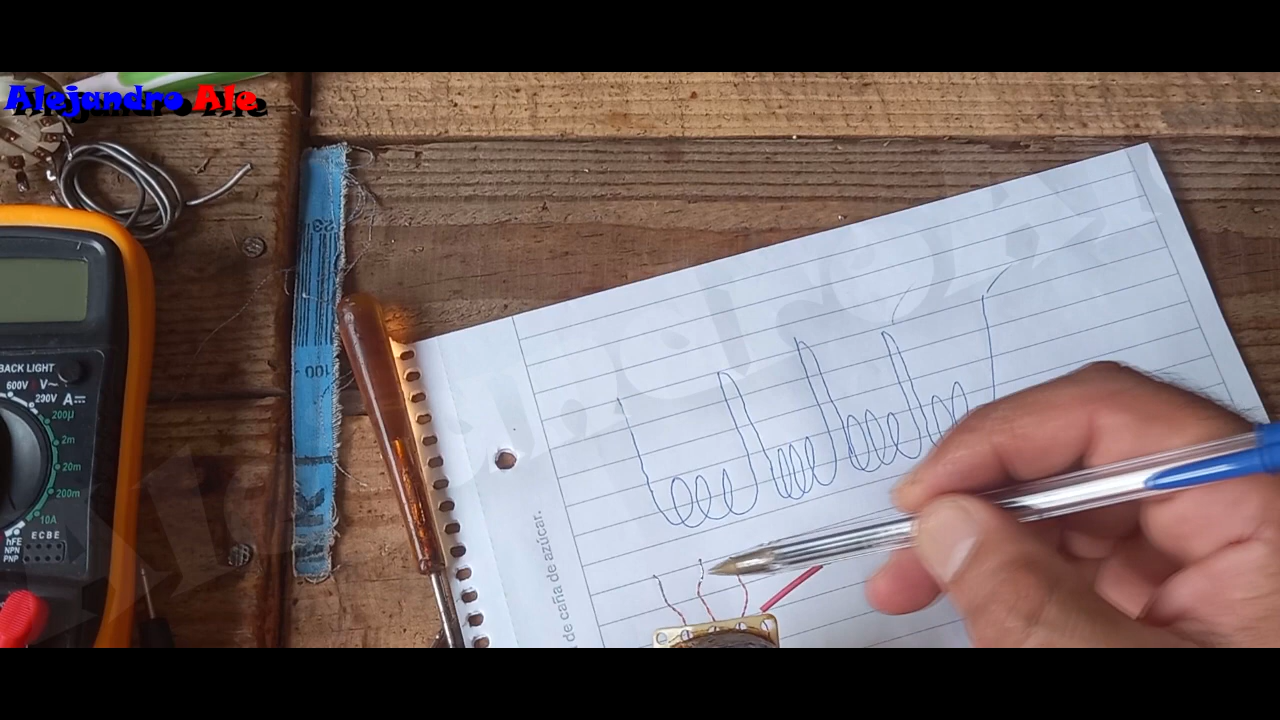 Alejandro Ale
23
100
BACK LIGHT
600V V~
200V A
200µ
2m
20m
200m
10A
hFE
NPN
PNP
E C B E
de caña de azúcar.